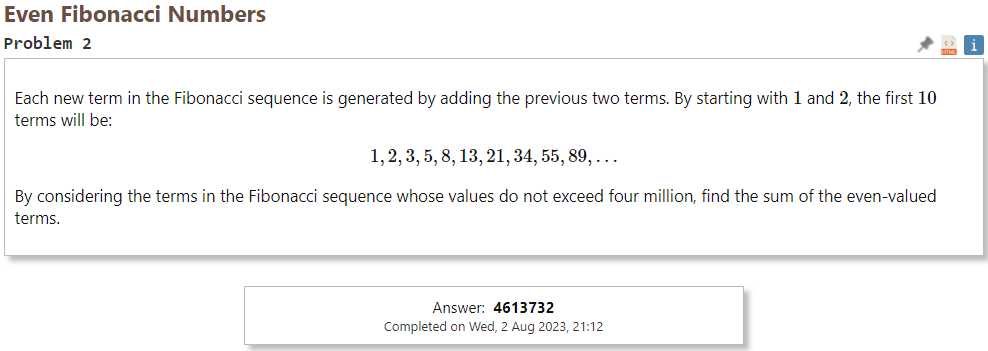 Even Fibonacci Numbers
Problem 2
HTML
i
Each new term in the Fibonacci sequence is generated by adding the previous two terms. By starting with 1 and 2, the first 10
terms will be:
1, 2, 3, 5, 8, 13, 21, 34, 55, 89, . . .
By considering the terms in the Fibonacci sequence whose values do not exceed four million, find the sum of the even-valued
terms.
Answer: 4613732
Completed on Wed, 2 Aug 2023, 21:12